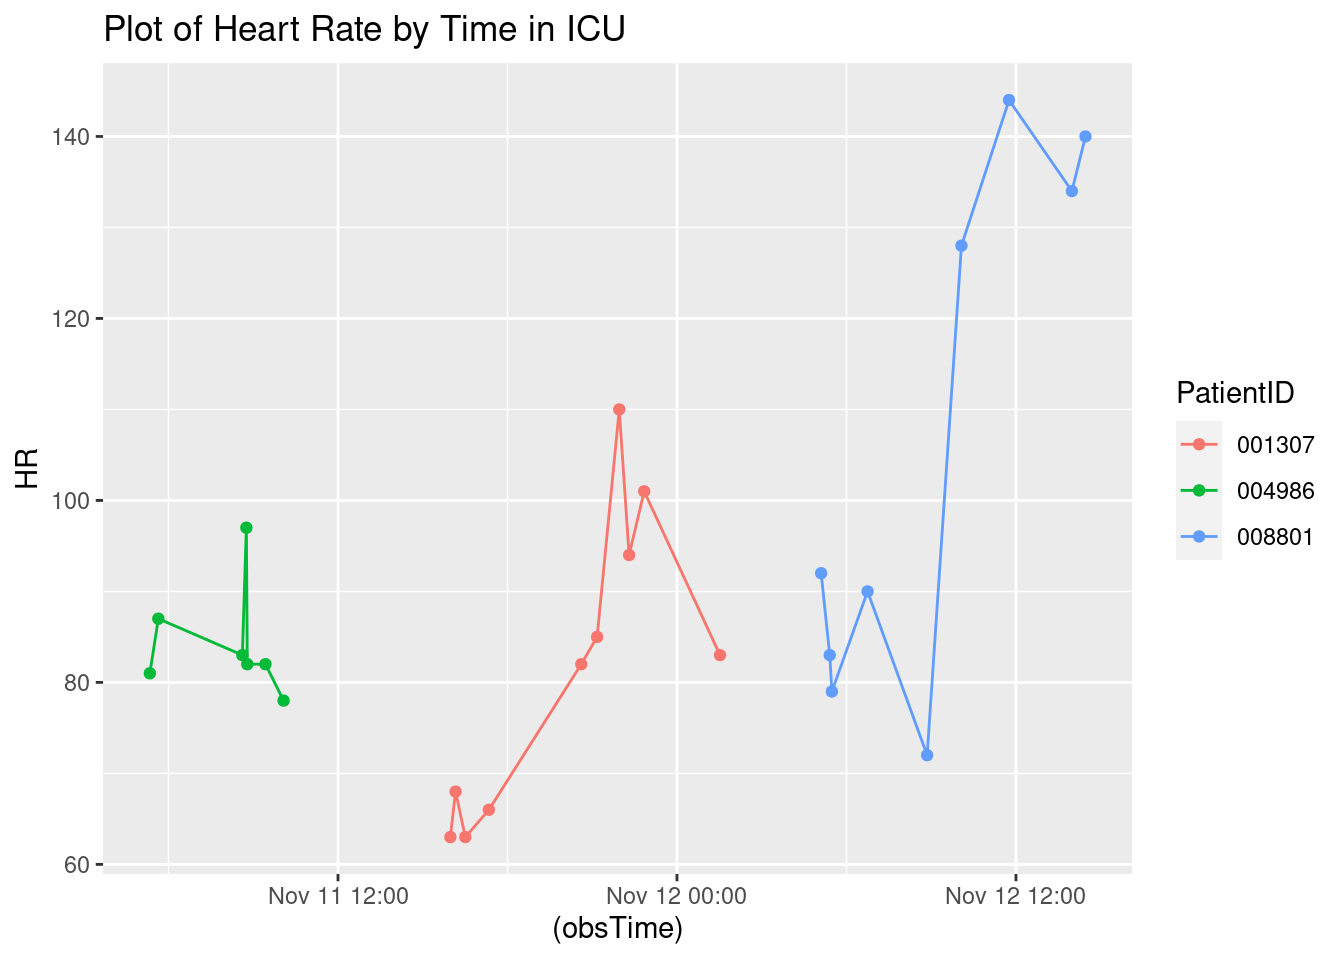 Plot of Heart Rate by Time in ICU
140
120
100
80
60
HR
Nov 11 12:00
Nov 12 00:00
Nov 12 12:00
(obsTime)
PatientID
001307
004986
008801